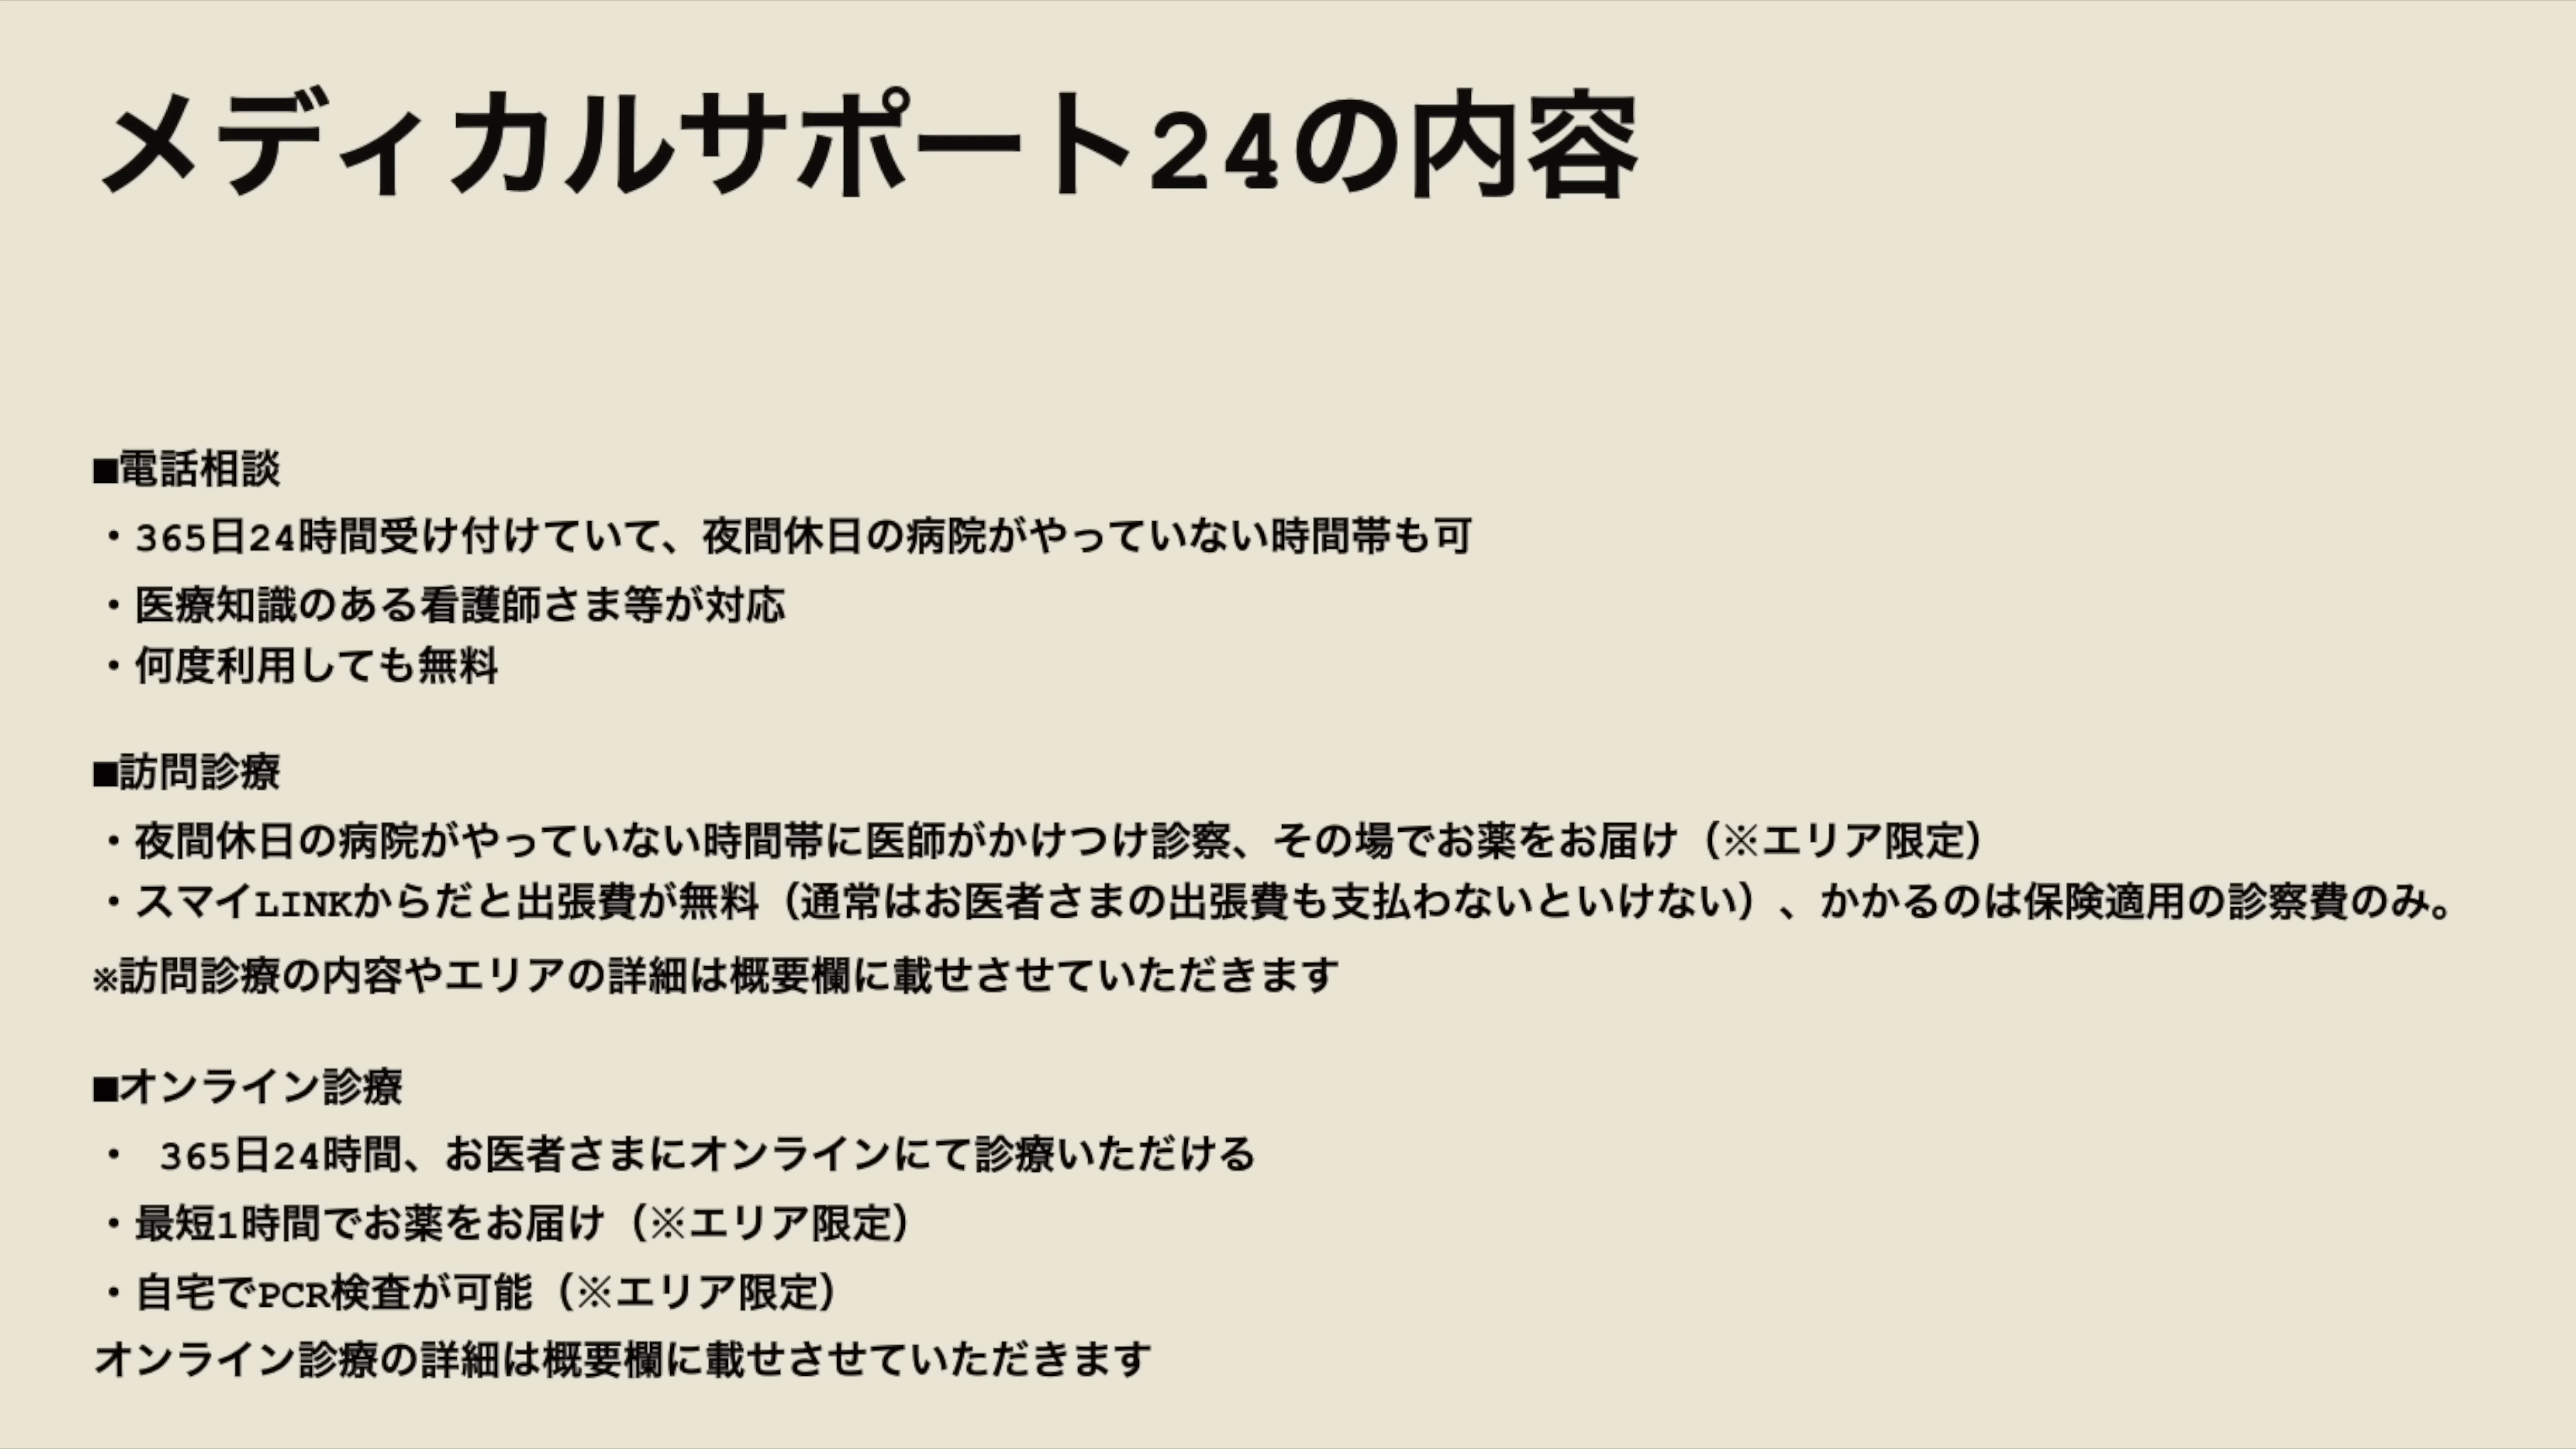 メディカルサポート24の内容
■電話相談
・365日24時間受け付けていて、夜間休日の病院がやっていない時間帯も可
・医療知識のある看護師さま等が対応
・何度利用しても無料
■訪問診療
・夜間休日の病院がやっていない時間帯に医師がかけつけ診察、その場でお薬をお届け（※エリア限定）
・スマイLINKからだと出張費が無料（通常はお医者さまの出張費も支払わないといけない）、かかるのは保険適用の診察費のみ。
※訪問診療の内容やエリアの詳細は概要欄に載せさせていただきます
■オンライン診療
・ 365日24時間、お医者さまにオンラインにて診療いただける
・最短1時間でお薬をお届け（※エリア限定）
・自宅でPCR検査が可能（※エリア限定）
オンライン診療の詳細は概要欄に載せさせていただきます